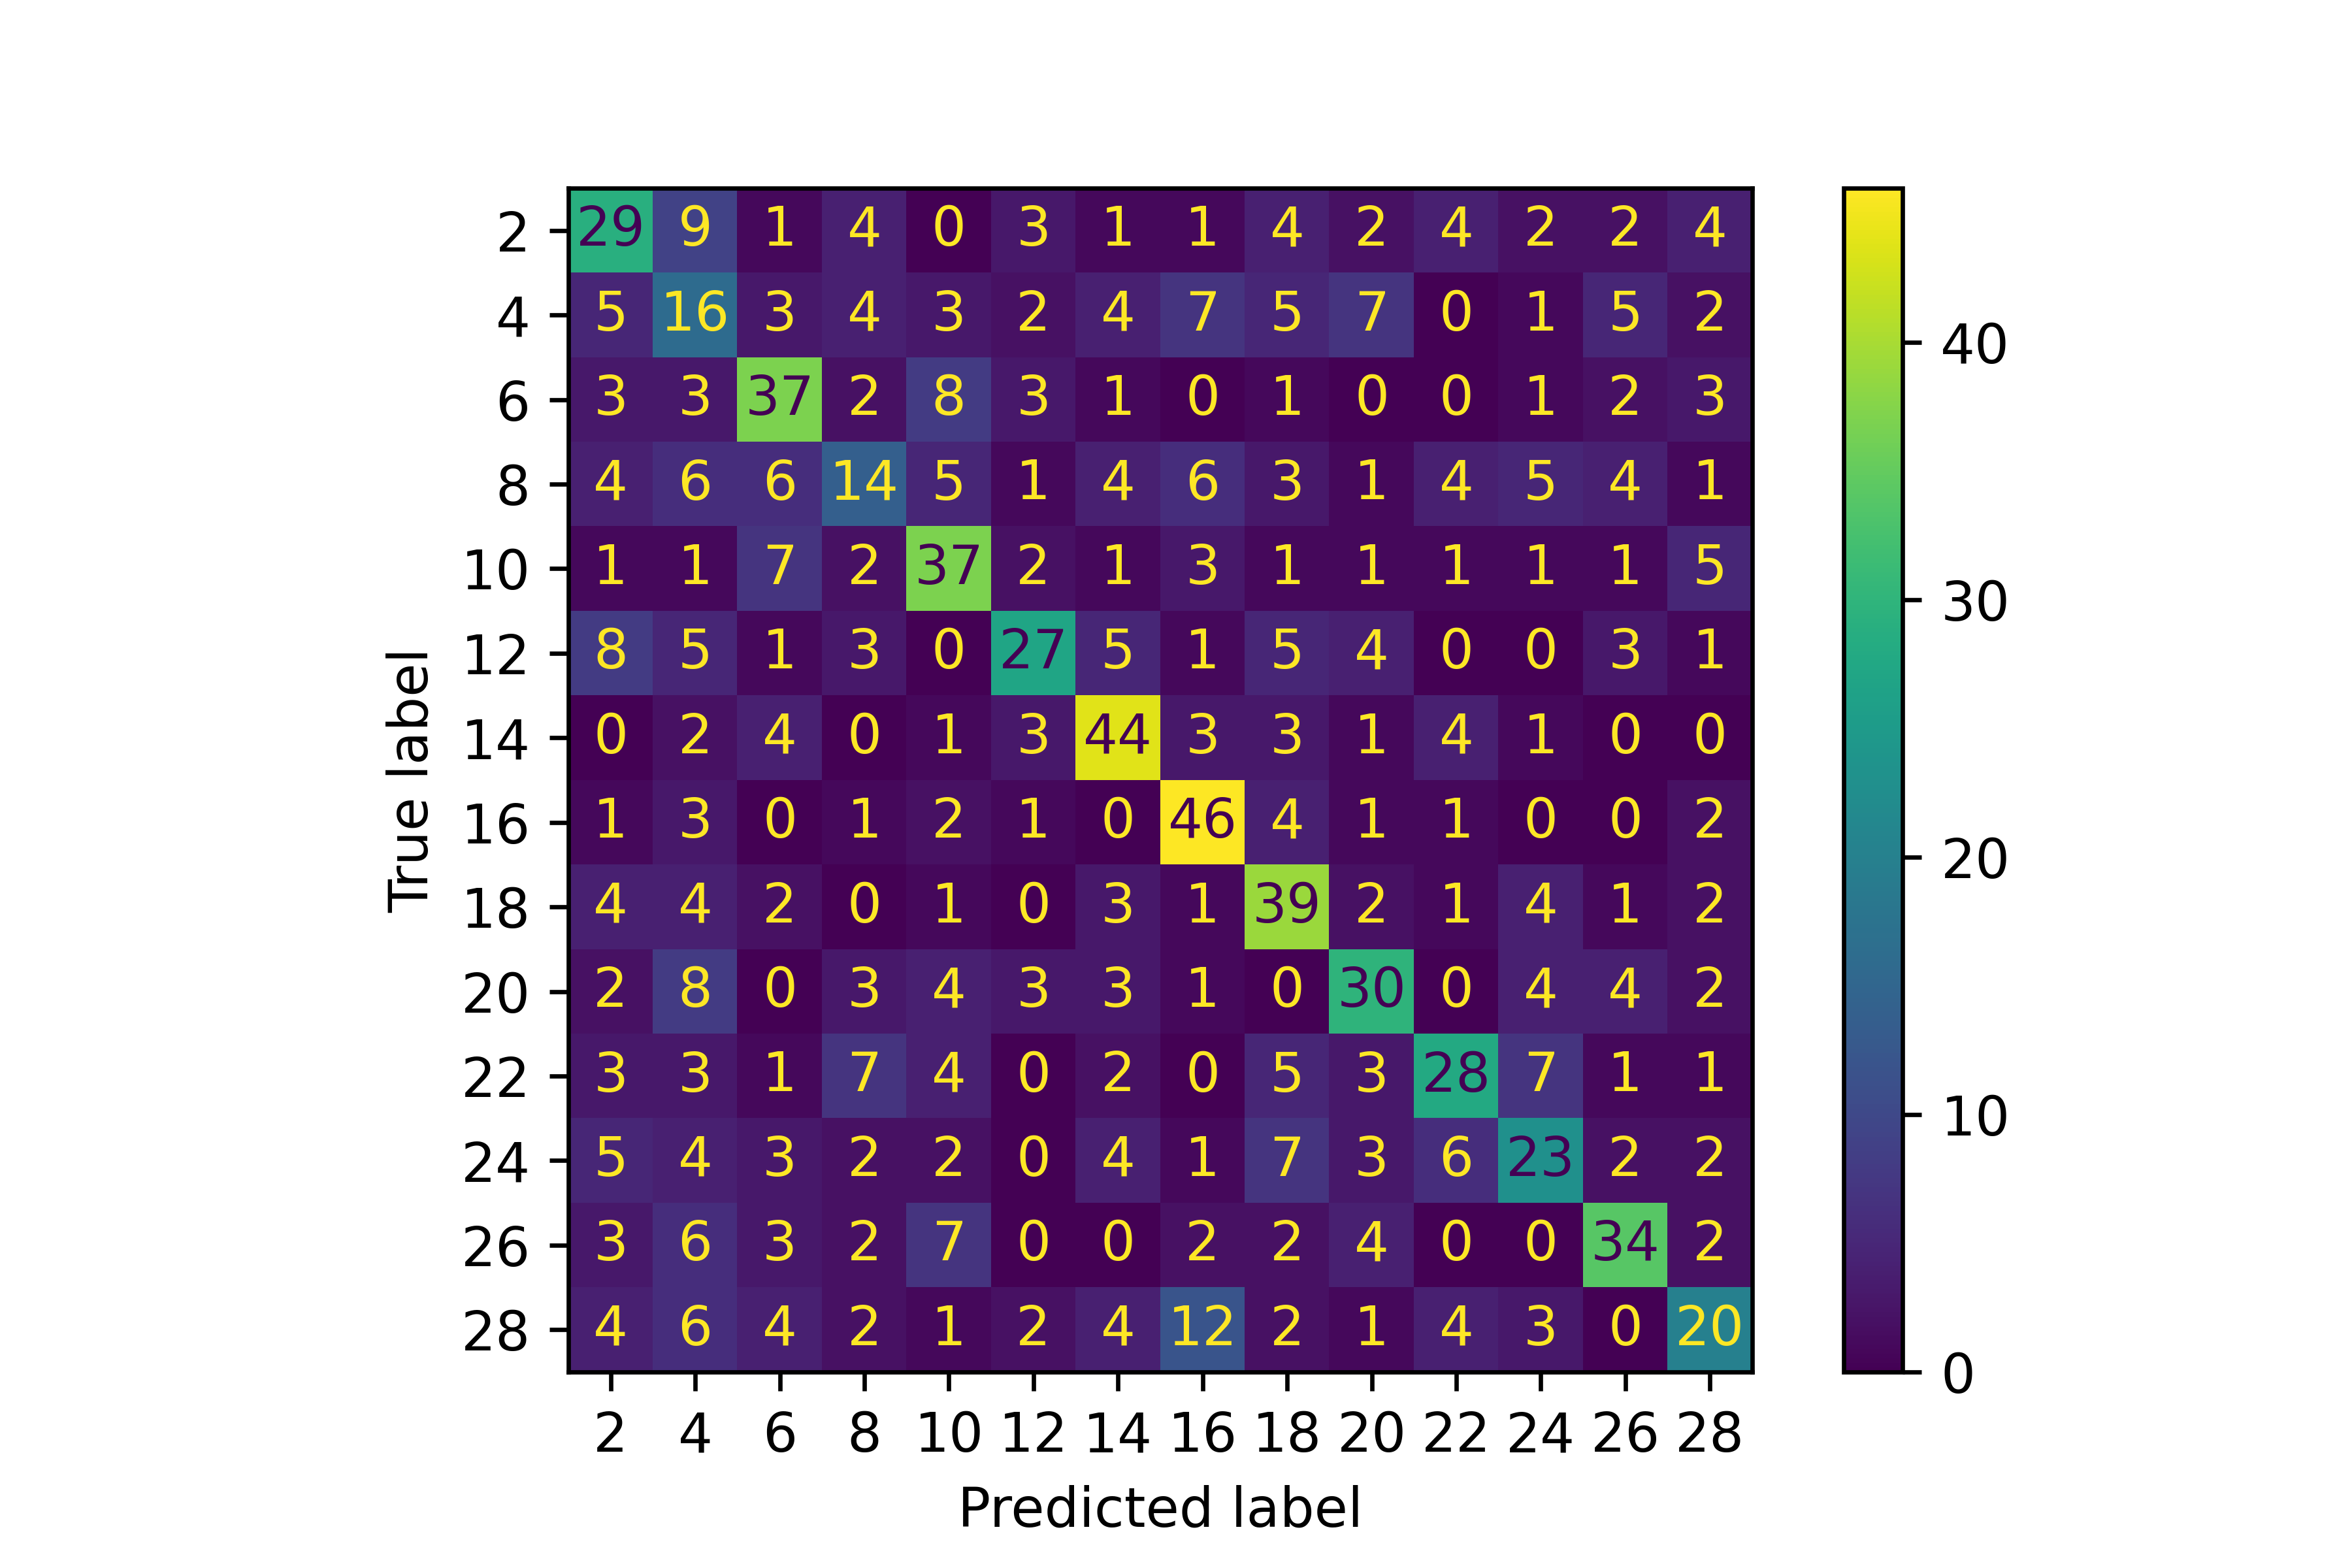 2 29 9 1 4 0 3 1 1 4 2 4 2 2 4
4 5 16 3 4 3 2 4 7 5 7 0 1 5 2
6 3 3 37 2 8 3 1 0 1 0 0 1 2 3
8 4 6 6 14 5 1 4 6 3 1 4 5 4 1
10 1 1 7 2 37 2 1 3 1 1 1 1 1 5
12 8 5 1 3 0 27 5 1 5 4 0 0 3 1
14 0 2 4 0 1 3 44 3 3 1 4 1 0 0
16 1 3 0 1 2 1 0 46 4 1 1 0 0 2
18 4 4 2 0 1 0 3 1 39 2 1 4 1 2
20 2 8 0 3 4 3 3 1 0 30 0 4 4 2
22 3 3 1 7 4 0 2 0 5 3 28 7 1 1
24 5 4 3 2 2 0 4 1 7 3 6 23 2 2
26 3 6 3 2 7 0 0 2 2 4 0 0 34 2
28 4 6 4 2 1 2 4 12 2 1 4 3 0 20
2 4 6 8 10 12 14 16 18 20 22 24 26 28
Predicted label
True label
40
30
20
10
0